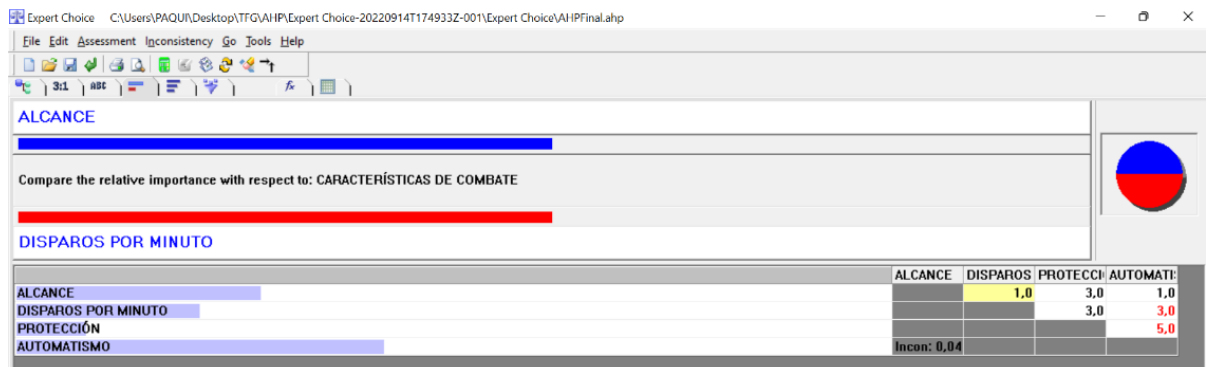 Expert Choice C:\Users\PAQUI\Desktop\TFG\AHP\Expert Choice-20220914T174933Z-001\Expert Choice\AHPFinal.ahp
File Edit Assessment Inconsistency Go Tools Help
3:1 ABC fx
ALCANCE
Compare the relative importance with respect to: CARACTERÍSTICAS DE COMBATE
DISPAROS POR MINUTO
ALCANCE DISPAROS PROTECCI AUTOMATI
ALCANCE 1,0 3,0 1,0
DISPAROS POR MINUTO 3,0 3,0
PROTECCIÓN 5,0
AUTOMATISMO Incon: 0,04